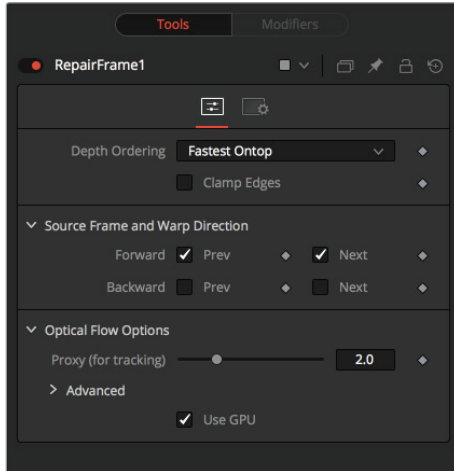 Tools Modifiers
RepairFrame1
Depth Ordering Fastest Ontop
Clamp Edges
Source Frame and Warp Direction
Forward Prev Next
Backward Prev Next
Optical Flow Options
Proxy (for tracking) 2.0
Advanced
Use GPU